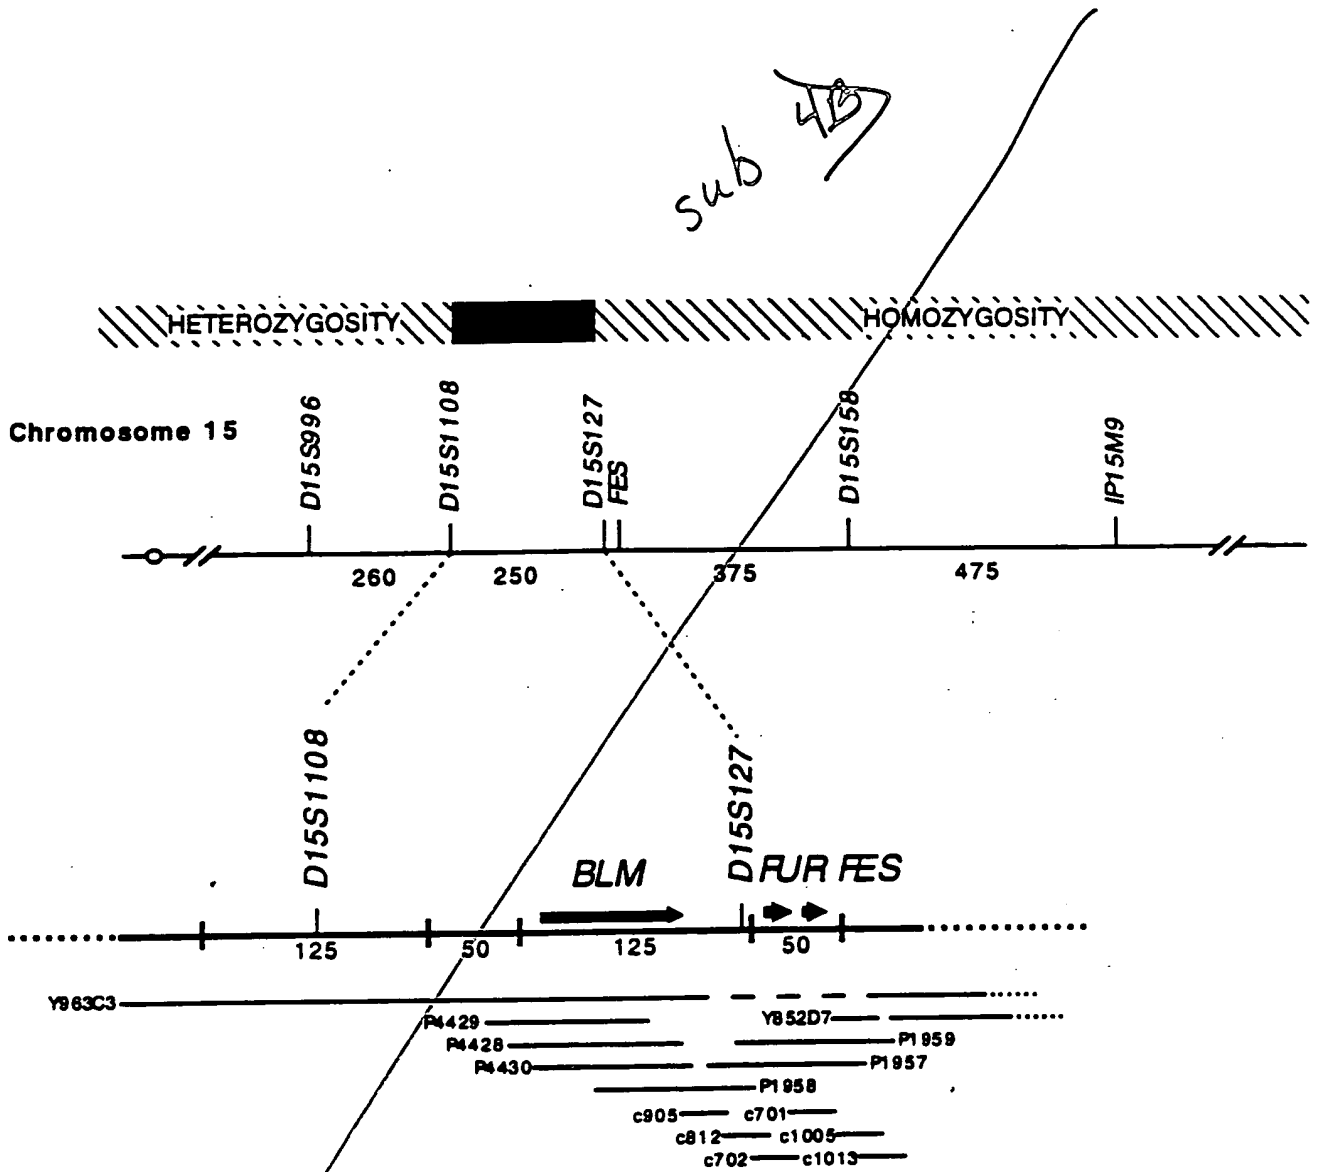 sub 4B
HETEROZYGOSITY HOMOZYGOSITY
Chromosome 15
D15S996 D15S1108 D15S127 FES D15S158 IP15M9
260 250 375 475
D15S1108 D15S127
BLM FUR FES
125 50 125 50
Y963C3
P4429 Y852D7
P4428 P1959
P4430 P1957
P1958
c905 c701
c812 c1005
c702 c1013